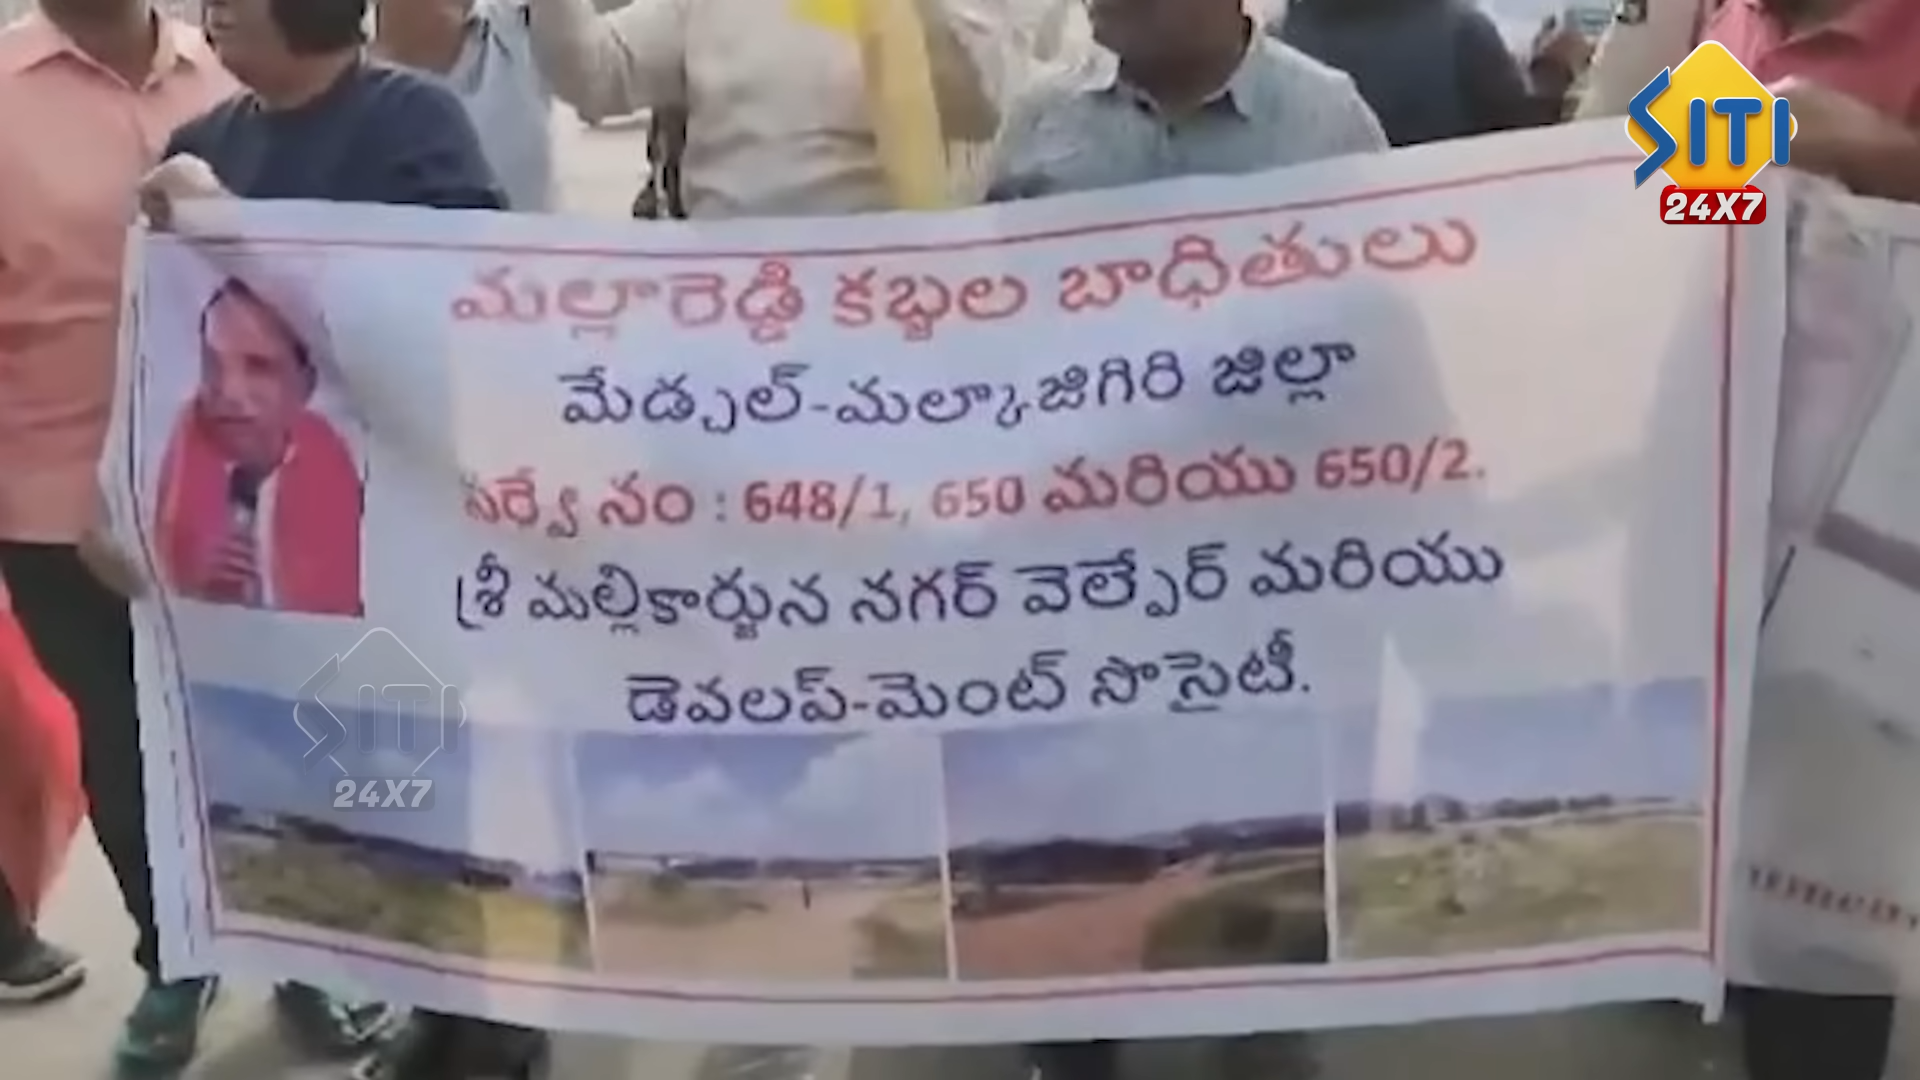 SITI
24X7
మల్లారెడ్డి కబ్జల బాధితులు
మేడ్చల్-మల్కాజిగిరి జిల్లా
సర్వే నం : 648/1, 650 మరియు 650/2.
శ్రీ మల్లికార్జున నగర్ వెల్ఫేర్ మరియు
డెవలప్-మెంట్ సొసైటీ.
SITI
24X7